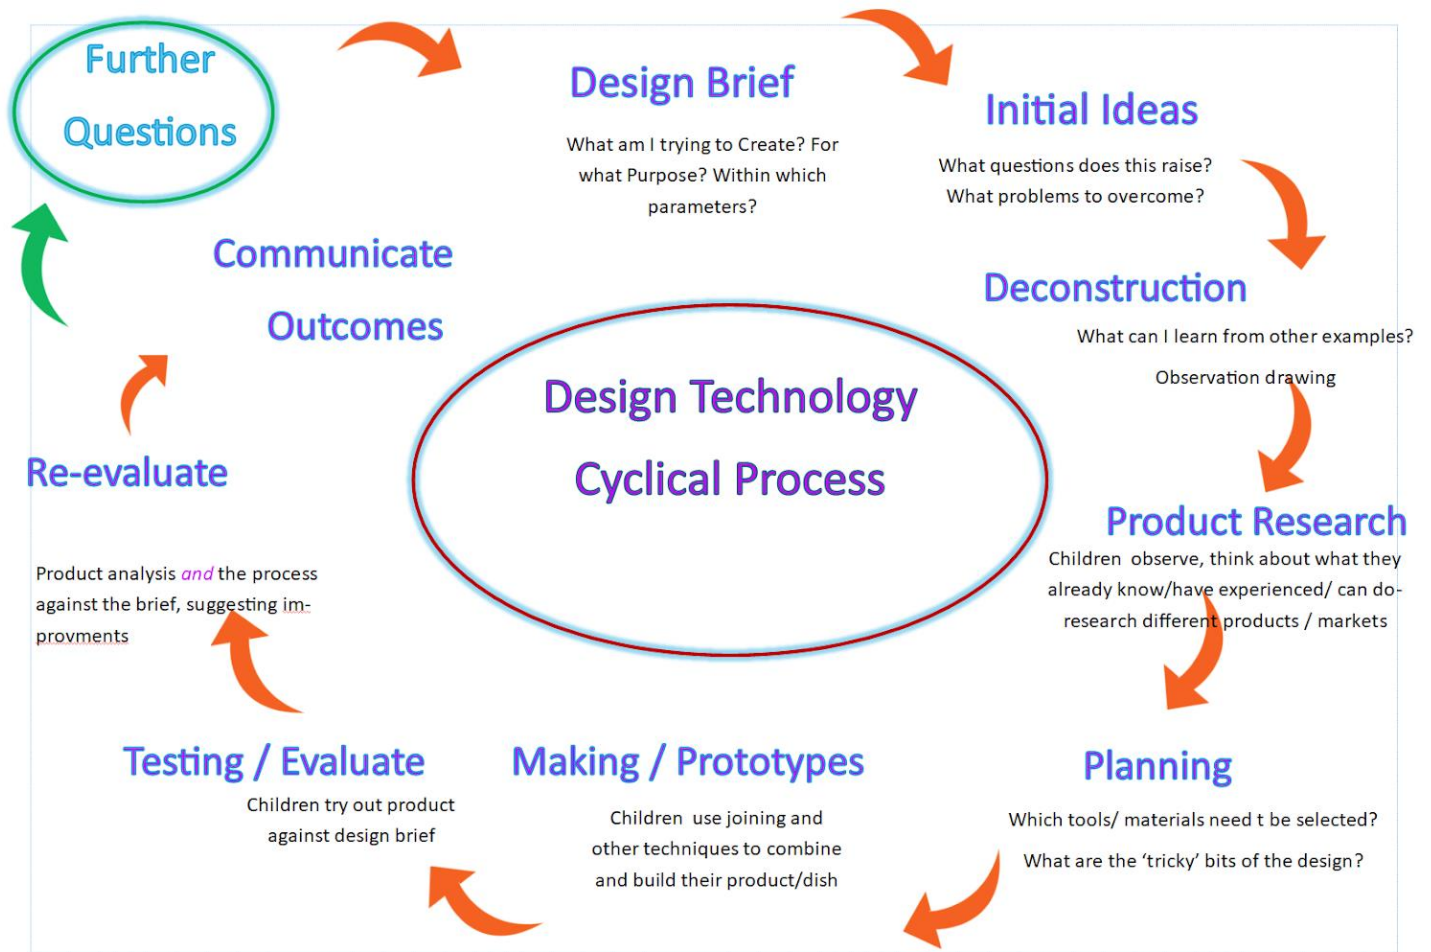 Further
Questions
Design Brief
What am I trying to Create? For
what Purpose? Within which
parameters?
Initial Ideas
What questions does this raise?
What problems to overcome?
Deconstruction
What can I learn from other examples?
Observation drawing
Product Research
Children observe, think about what they
already know/have experienced/ can do-
research different products / markets
Planning
Which tools/ materials need t be selected?
What are the ‘tricky’ bits of the design?
Making / Prototypes
Children use joining and
other techniques to combine
and build their product/dish
Testing / Evaluate
Children try out product
against design brief
Re-evaluate
Product analysis and the process
against the brief, suggesting im-
provments
Communicate
Outcomes
Design Technology
Cyclical Process